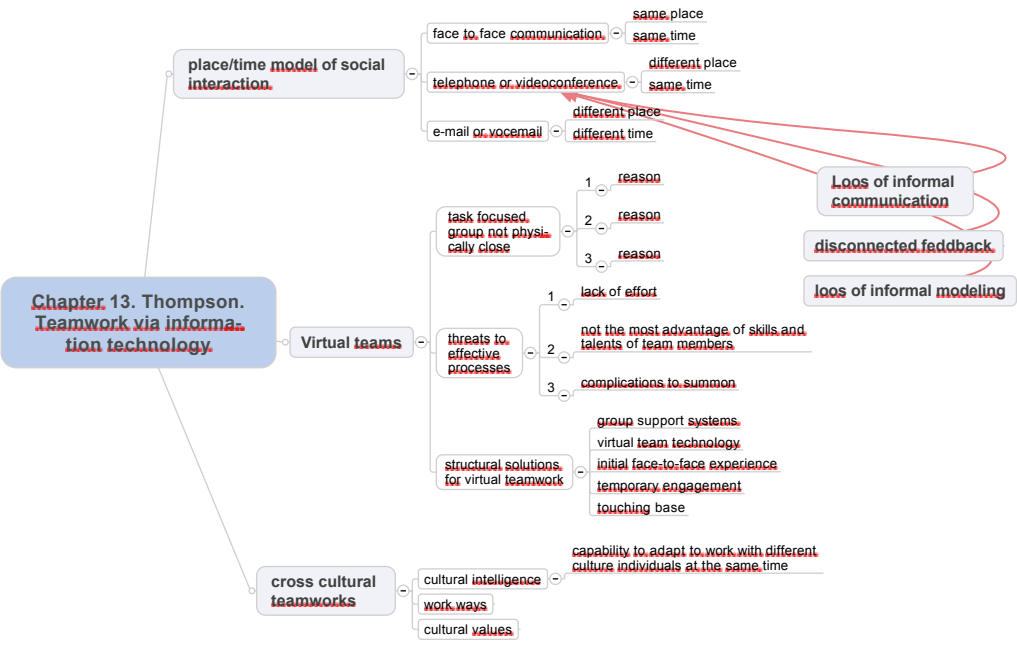 Chapter 13. Thompson.
Teamwork via informa-
tion technology
place/time model of social
interaction
face to face communication
same place
same time
telephone or videoconference
different place
same time
e-mail or vocemail
different place
different time
Loos of informal
communication
disconnected feddback
loos of informal modeling
Virtual teams
task focused
group not physi-
cally close
1
reason
2
reason
3
reason
threats to
effective
processes
1
lack of effort
2
not the most advantage of skills and
talents of team members
3
complications to summon
structural solutions
for virtual teamwork
group support systems
virtual team technology
initial face-to-face experience
temporary engagement
touching base
cross cultural
teamworks
cultural intelligence
capability to adapt to work with different
culture individuals at the same time
work ways
cultural values